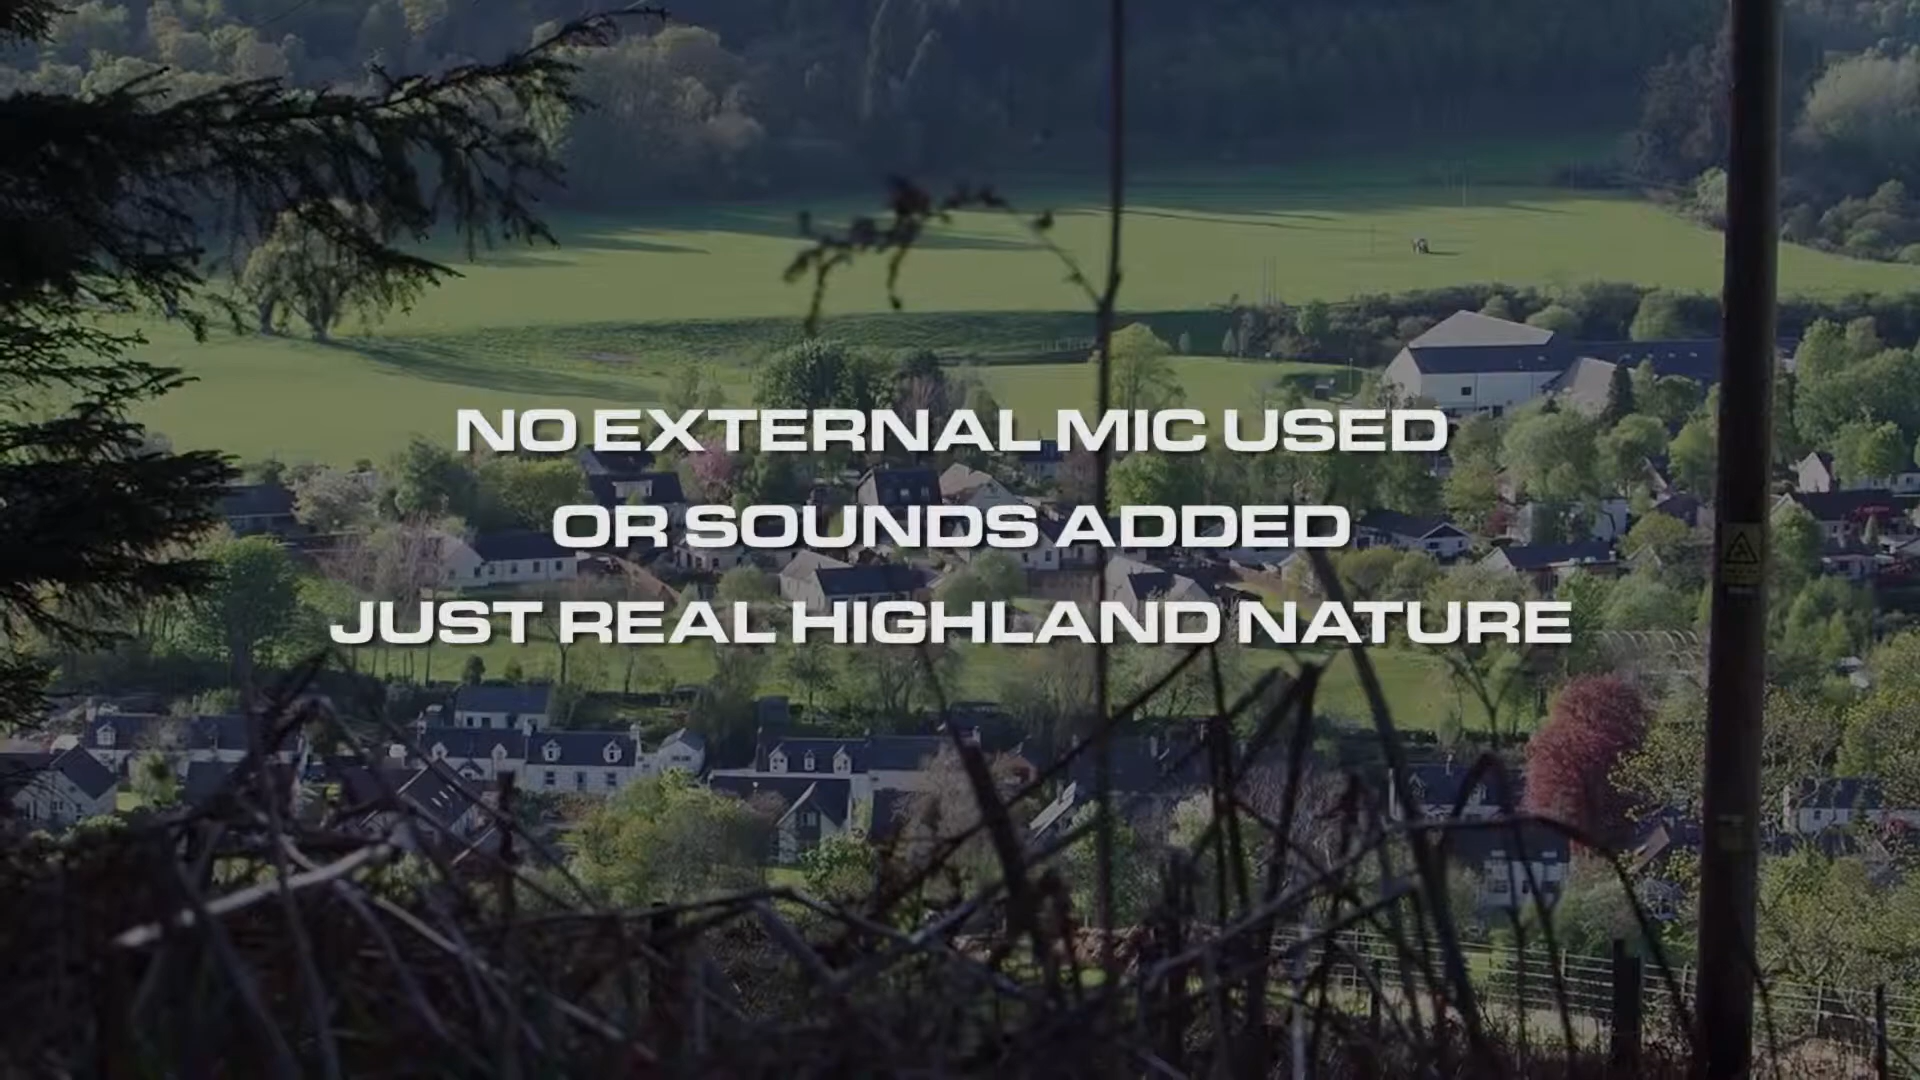 NO EXTERNAL MIC USED
OR SOUNDS ADDED
JUST REAL HIGHLAND NATURE